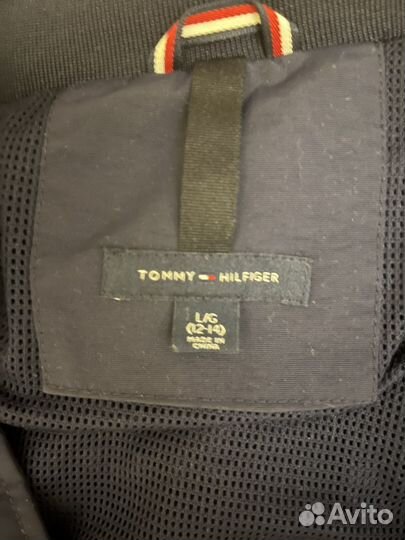 TOMMY HILFIGER
L/G
(12-14)
MADE IN
CHINA
Avito